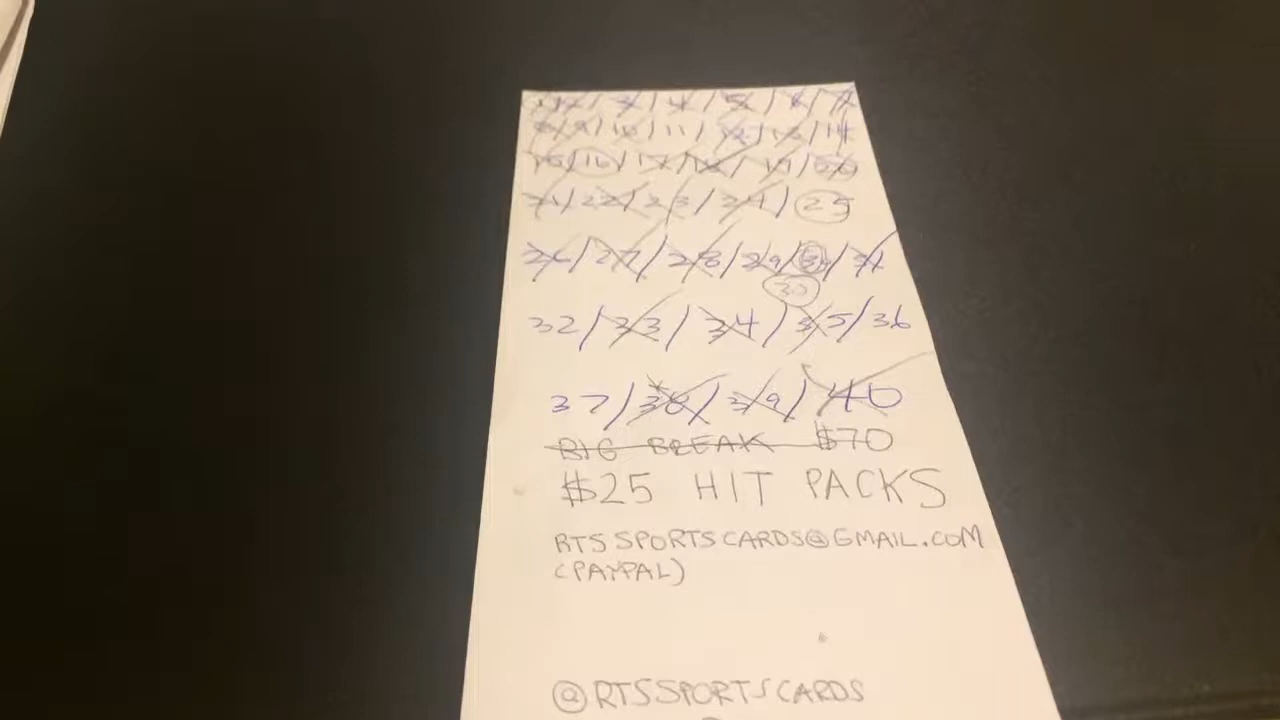 1/2/3/4/5/6/7
8/9/10/11/12/13/14
15/16/17/18/19/20
21/22/23/24/25
26/27/28/29/30/31
30
32/33/34/35/36
37/38/39/40
BIG BREAK $70
$25 HIT PACKS
RTSSPORTSCARDS@GMAIL.COM
(PAYPAL)
@RTSSPORTSCARDS